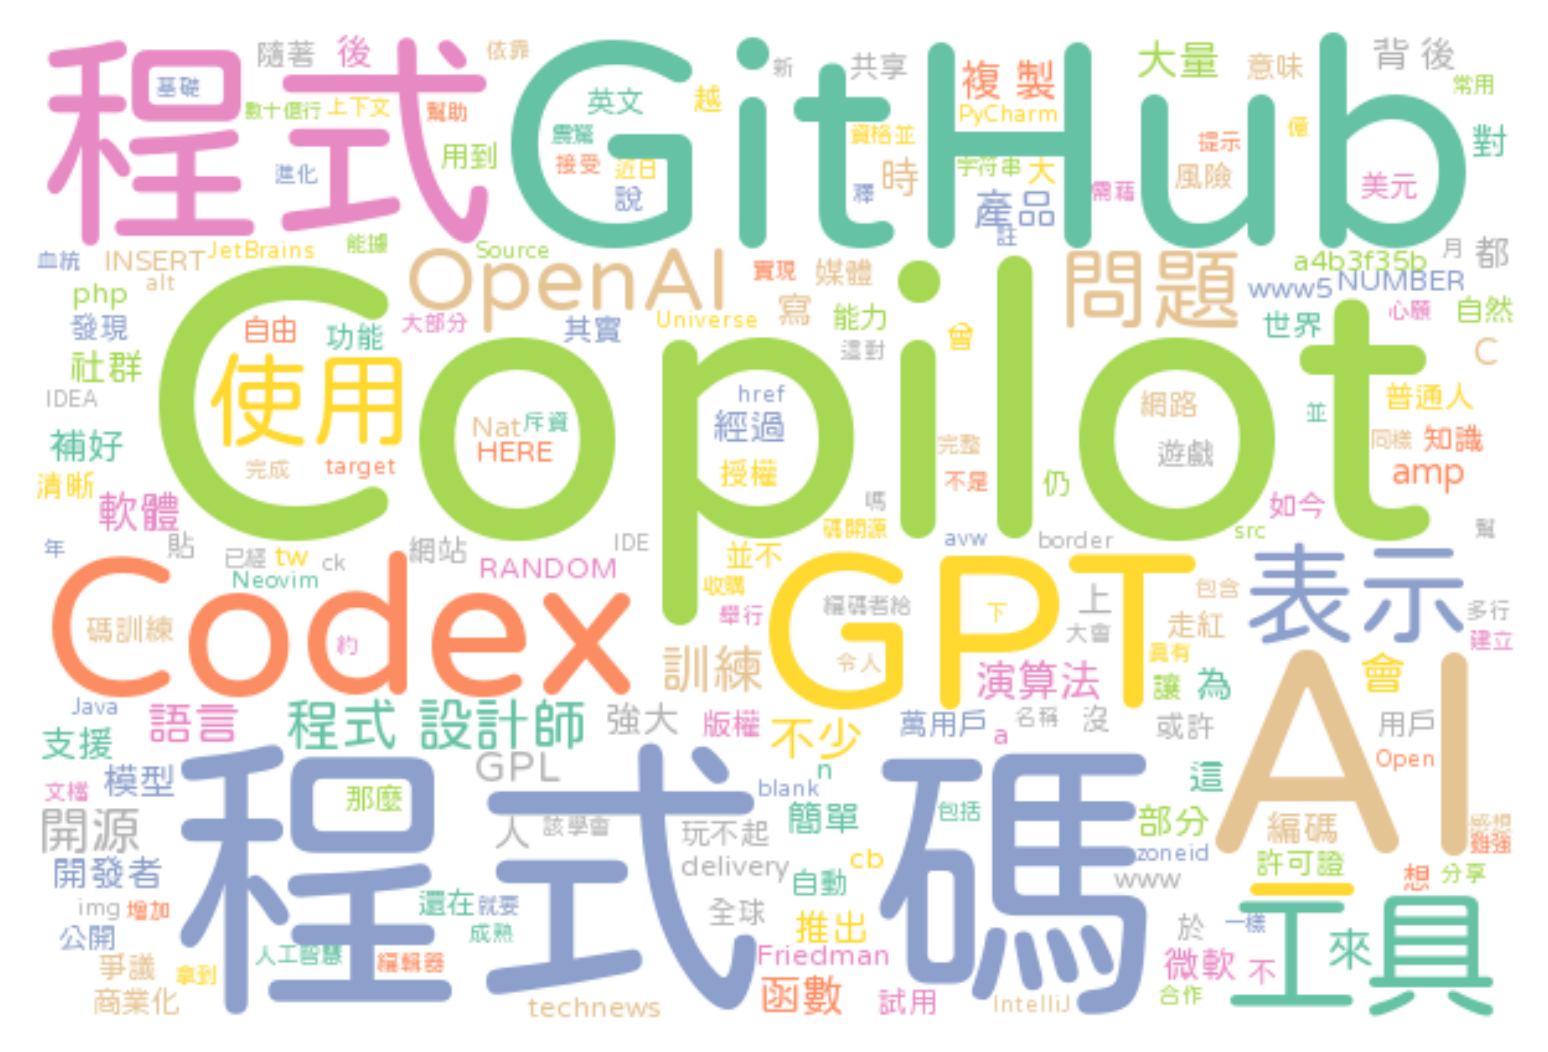 程式
GitHub
基礎
隨著
後
依靠
數十億行
上下文
幫助
進化
用到
英文
震驚
接受
近日
說
越
新
共享
資格並
時
釋
複製
PyCharm
字符串
大
產品
註
需藉
大量
意味
提示
風險
億
背後
常用
對
美元
血統
INSERT
JetBrains
能據
alt
php
發現
社群
IDEA
補好
清晰
軟體
年
Source
OpenAI
實現
媒體
寫
Universe
能力
大部分
其實
自由
功能
這對
曾
問題
a4b3f35b
月
都
www5
NUMBER
世界
心願
自然
C
Copilot
使用
完成
target
Nat
斥資
HERE
href
經過
授權
完整
不是
仍
嗎
碼開源
網路
遊戲
並
普通人
同樣
知識
amp
如今
src
幫
貼
已經
tw
ck
Neovim
網站
RANDOM
IDE
並不
收購
舉行
avw
border
Codex
碼訓練
約
GPT
編碼者給
令人
下
上
大會
包含
走紅
具有
表示
多行
建立
訓練
演算法
讓
為
會
AI
Java
語言
支援
程式
設計師
強大
版權
不少
萬用戶
a
名稱
沒
或許
用戶
Open
文檔
模型
開源
開發者
img
增加
公開
爭議
商業化
拿到
程式碼
那麼
GPL
人
該學會
玩不起
delivery
blank
n
簡單
cb
自動
全球
推出
還在
就要
成熟
人工智慧
編輯器
technews
Friedman
函數
試用
IntelliJ
包括
這
部分
zoneid
www
編碼
許可證
想
分享
感想
雖強
於
一樣
微軟
不
合作
工具
來
一